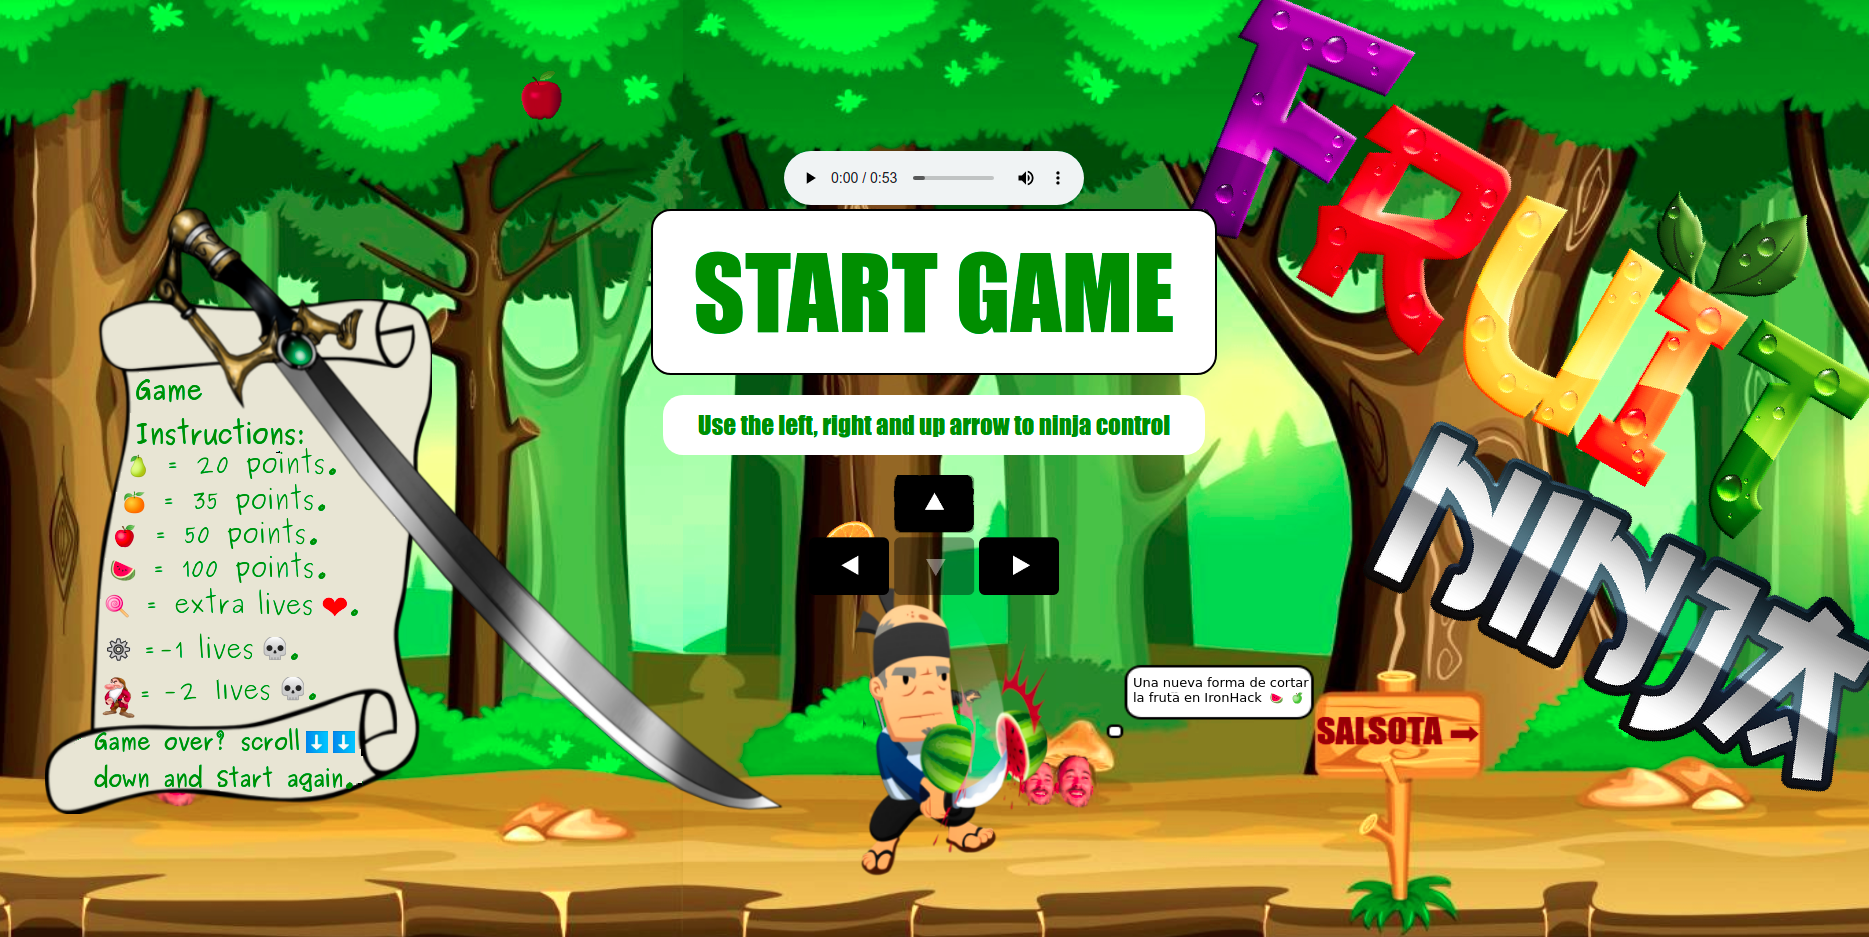 FRUIT
NINJA
0:00 / 0:53
START GAME
Use the left, right and up arrow to ninja control
Game
Instructions:
🍐 = 20 points.
🍊 = 35 points.
🍎 = 50 points.
🍉 = 100 points.
🍭 = extra lives ❤.
⚙ =-1 lives 💀.
= -2 lives 💀.
Game over? scroll ⬇⬇
down and Start again..
Una nueva forma de cortar
la fruta en IronHack 🍉 🍏
SALSOTA →